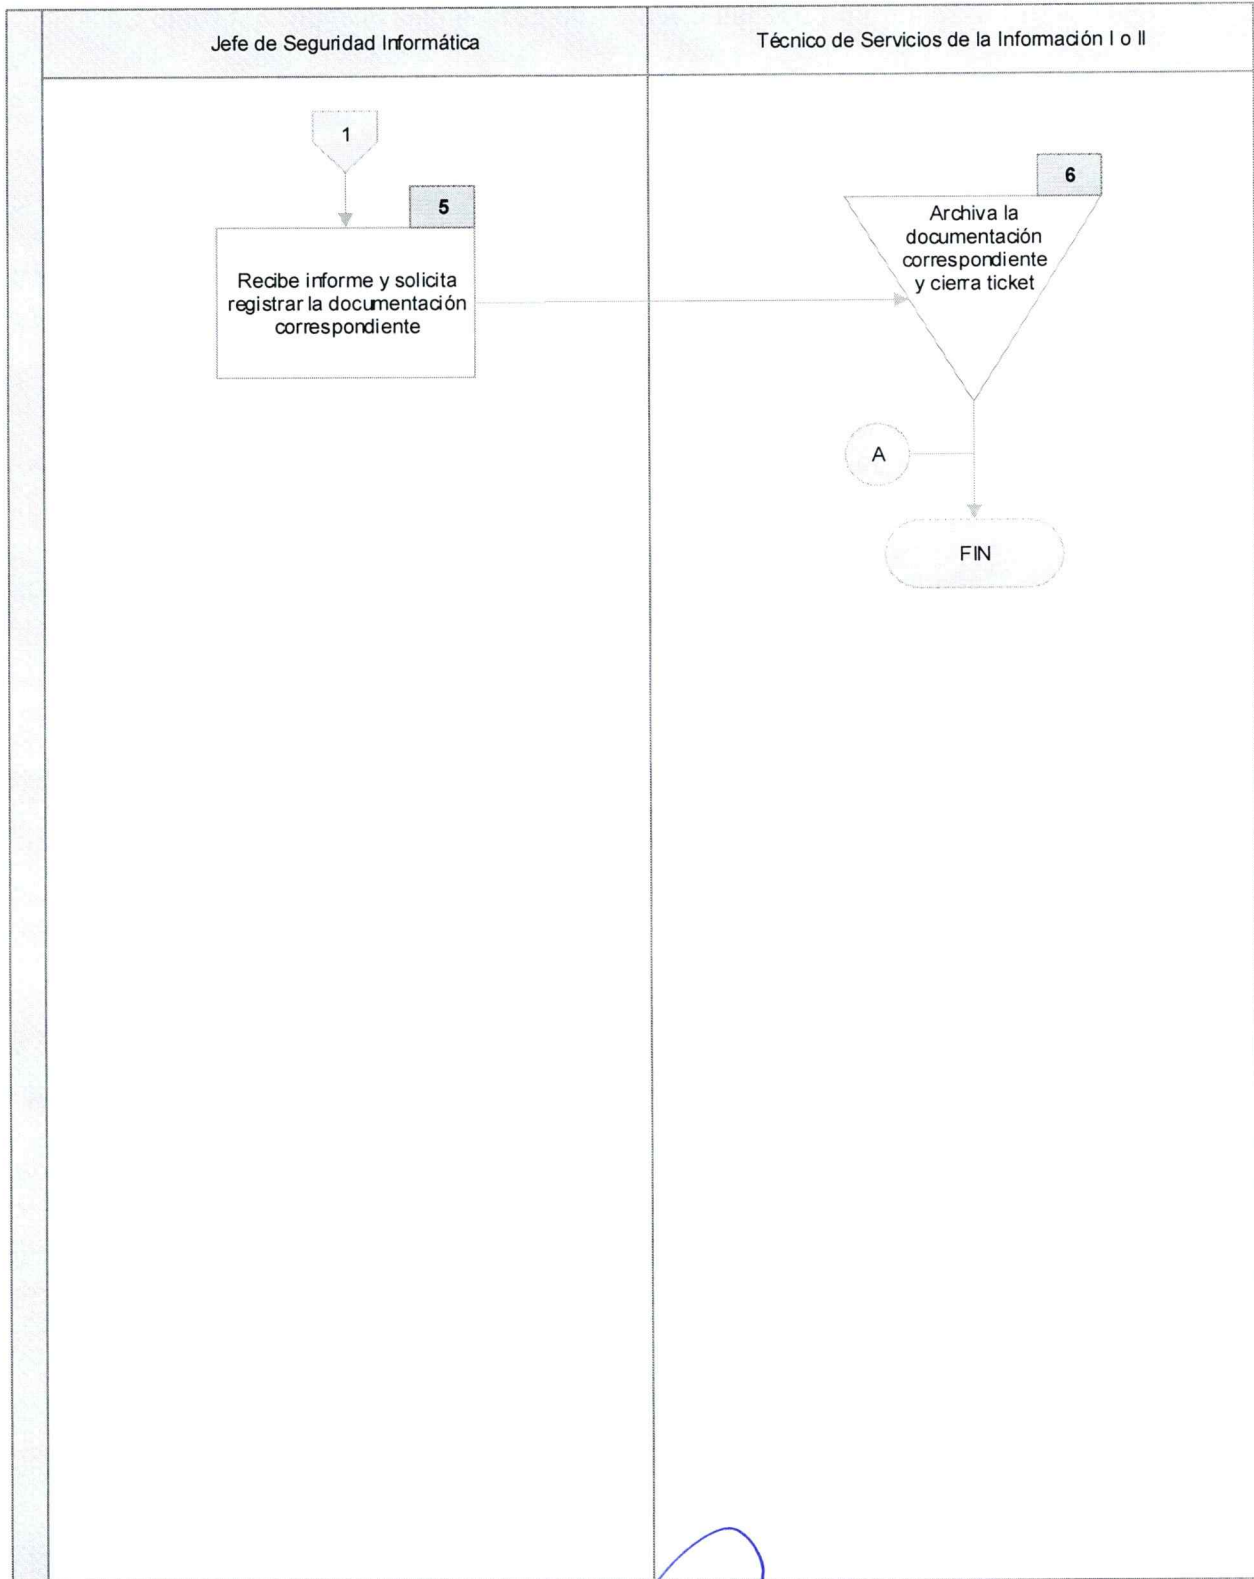 Jefe de Seguridad Informática
Técnico de Servicios de la Información I o II
1
5
Recibe informe y solicita
registrar la documentación
correspondiente
6
Archiva la
documentación
correspondiente
y cierra ticket
A
FIN